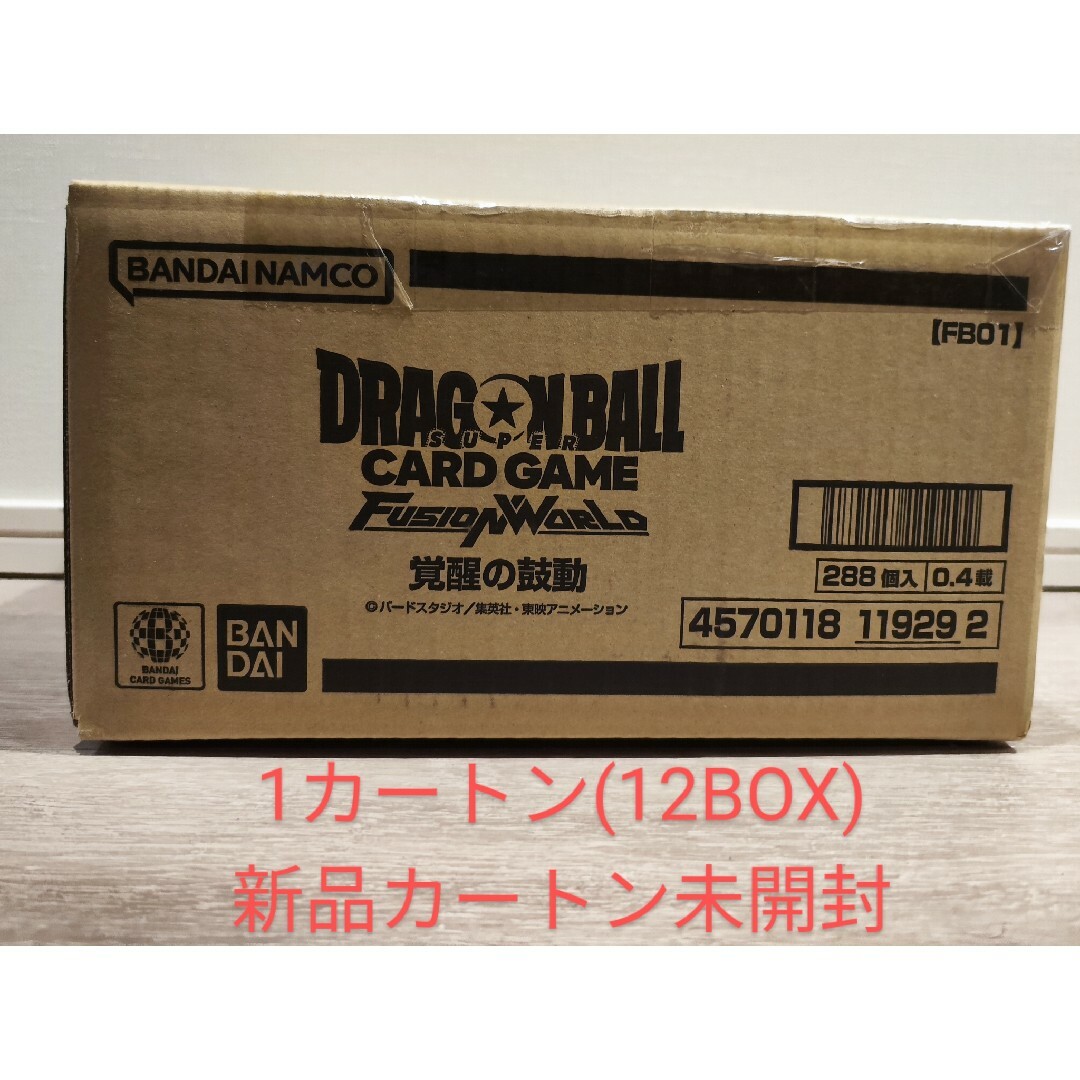 BANDAI NAMCO
【FB01】
DRAGON BALL
SUPER
CARD GAME
FUSION WORLD
覚醒の鼓動
©バードスタジオ／集英社・東映アニメーション
288 個入 0.4 載
4570118 11929 2
BANDAI
CARD GAMES
BAN
DAI
1カートン(12BOX)
新品カートン未開封